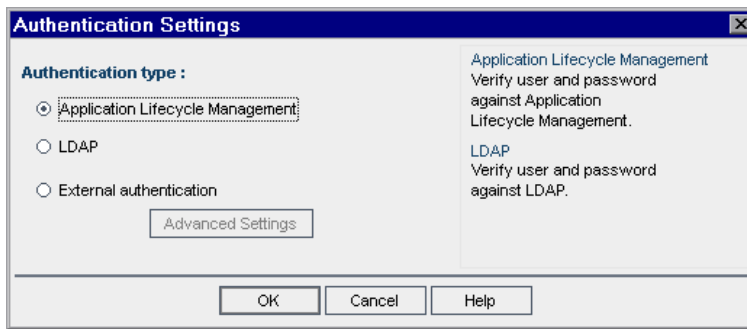 Authentication Settings
Authentication type :
Application Lifecycle Management
LDAP
External authentication
Advanced Settings
Application Lifecycle Management
Verify user and password
against Application
Lifecycle Management.
LDAP
Verify user and password
against LDAP.
OK
Cancel
Help